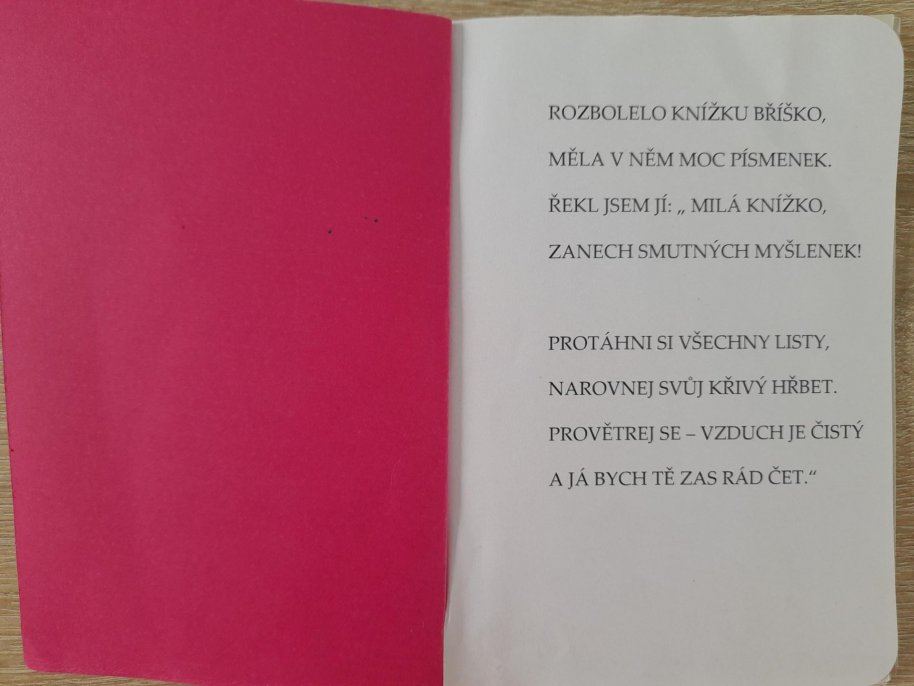 ROZBOLELO KNÍŽKU BŘÍŠKO,
MĚLA V NĚM MOC PÍSMENEK.
ŘEKL JSEM JÍ: „ MILÁ KNÍŽKO,
ZANECH SMUTNÝCH MYŠLENEK!
PROTÁHNI SI VŠECHNY LISTY,
NAROVNEJ SVŮJ KŘIVÝ HŘBET.
PROVĚTREJ SE – VZDUCH JE ČISTÝ
A JÁ BYCH TĚ ZAS RÁD ČET.“